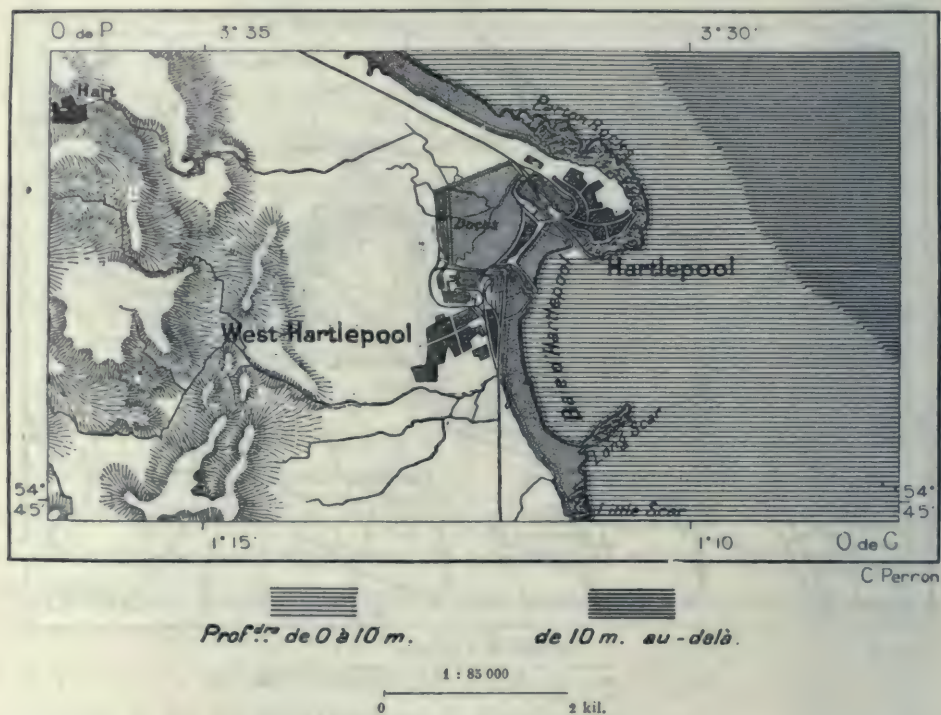 O de P 3° 35 3° 30
Hart
Parton Rocks
Docks
Hartlepool
West-Hartlepool
Baie d'Hartlepool
Long Scar
54° 54°
45' 45'
Little Scar
1° 15' 1° 10 O de G
C Perron
Profdrs de 0 à 10 m. de 10 m. au-delà.
1 : 85 000
0 2 kil.